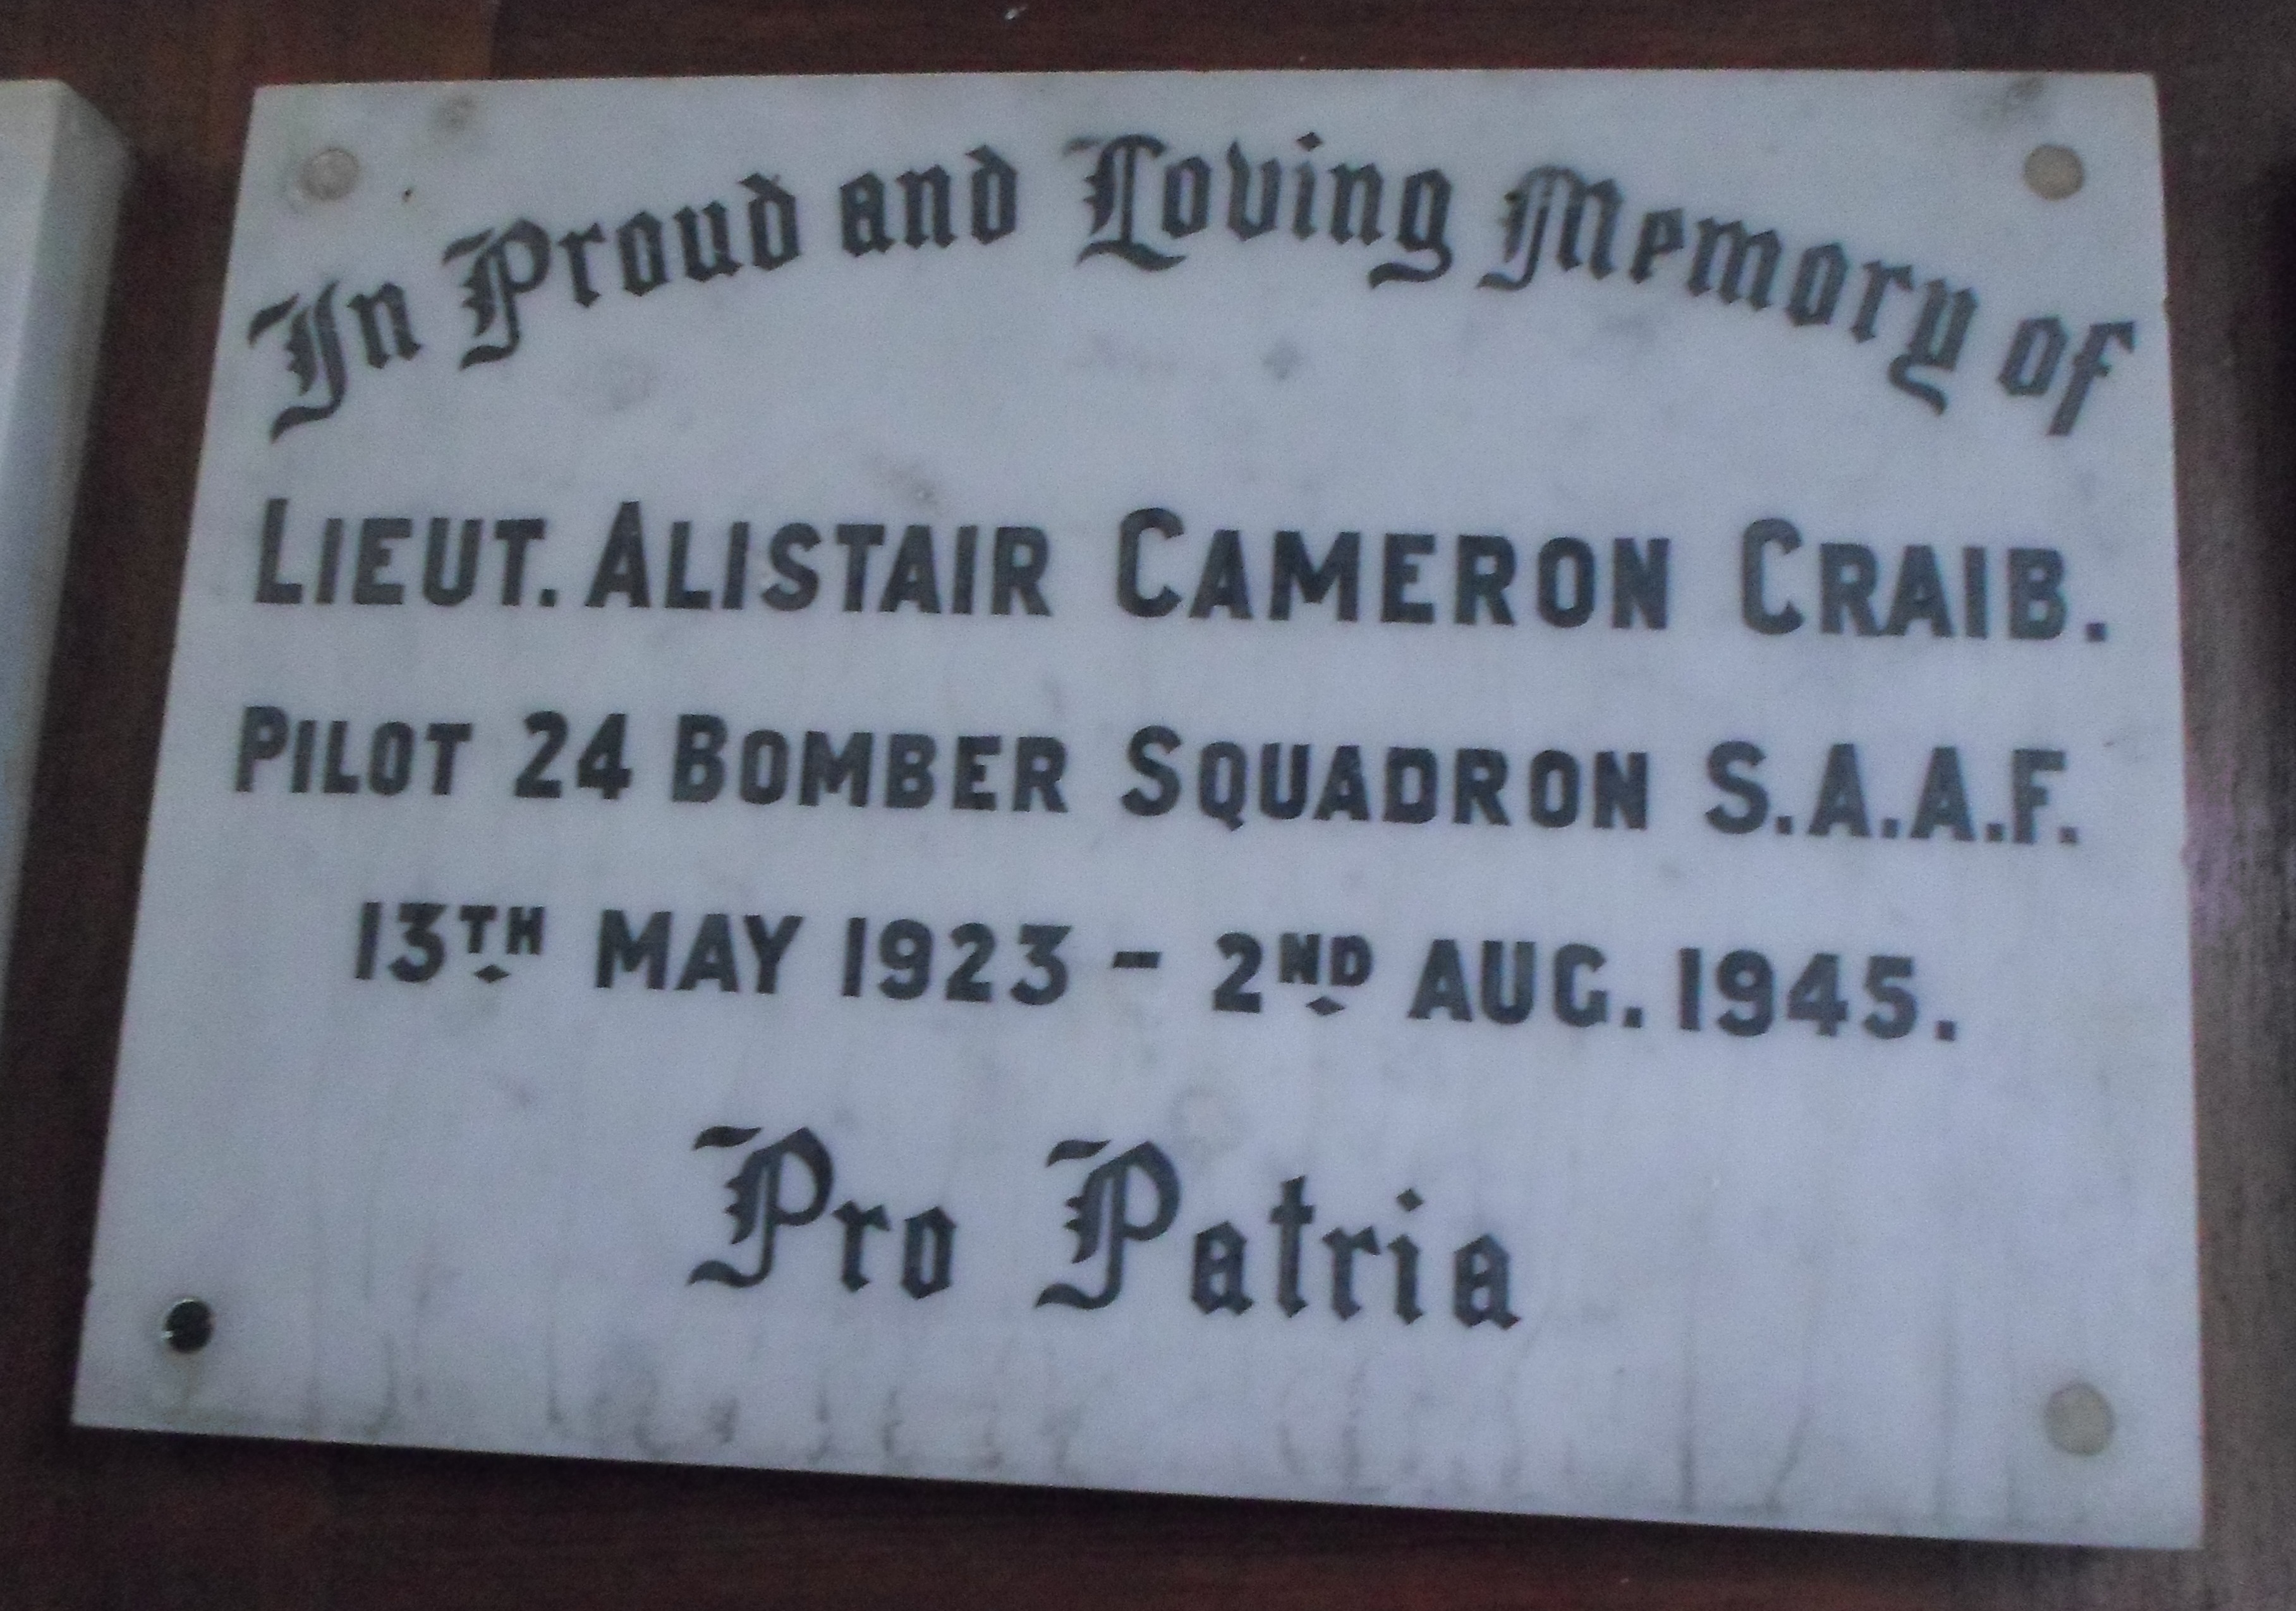 In Proud and Loving Memory of
LIEUT. ALISTAIR CAMERON CRAIB.
PILOT 24 BOMBER SQUADRON S.A.A.F.
13TH MAY 1923 - 2ND AUG. 1945.
Pro Patria